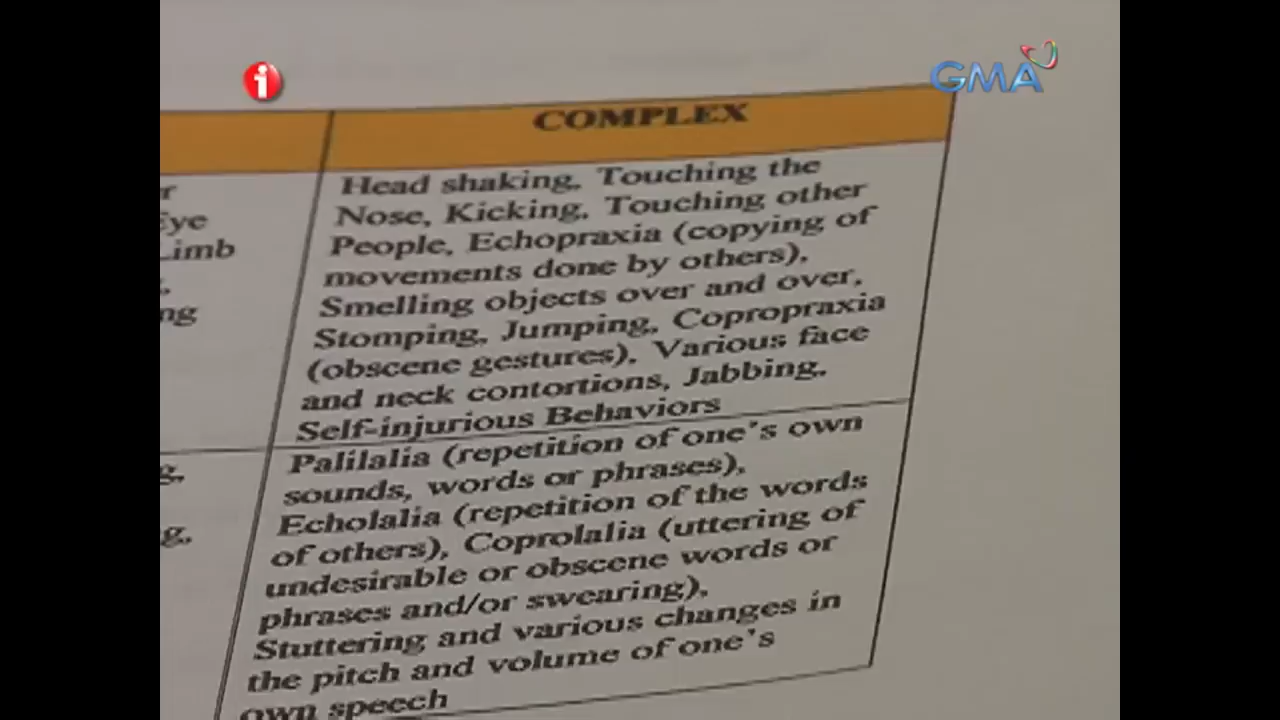 i
GMA
COMPLEX
Eye
Limb
Head shaking, Touching the
Nose, Kicking, Touching other
People, Echopraxia (copying of
movements done by others),
Smelling objects over and over,
Stomping, Jumping, Copropraxia
(obscene gestures), Various face
and neck contortions, Jabbing,
Self-injurious Behaviors
Palilalia (repetition of one's own
sounds, words or phrases),
Echolalia (repetition of the words
of others), Coprolalia (uttering of
undesirable or obscene words or
phrases and/or swearing),
Stuttering and various changes in
the pitch and volume of one's
own speech